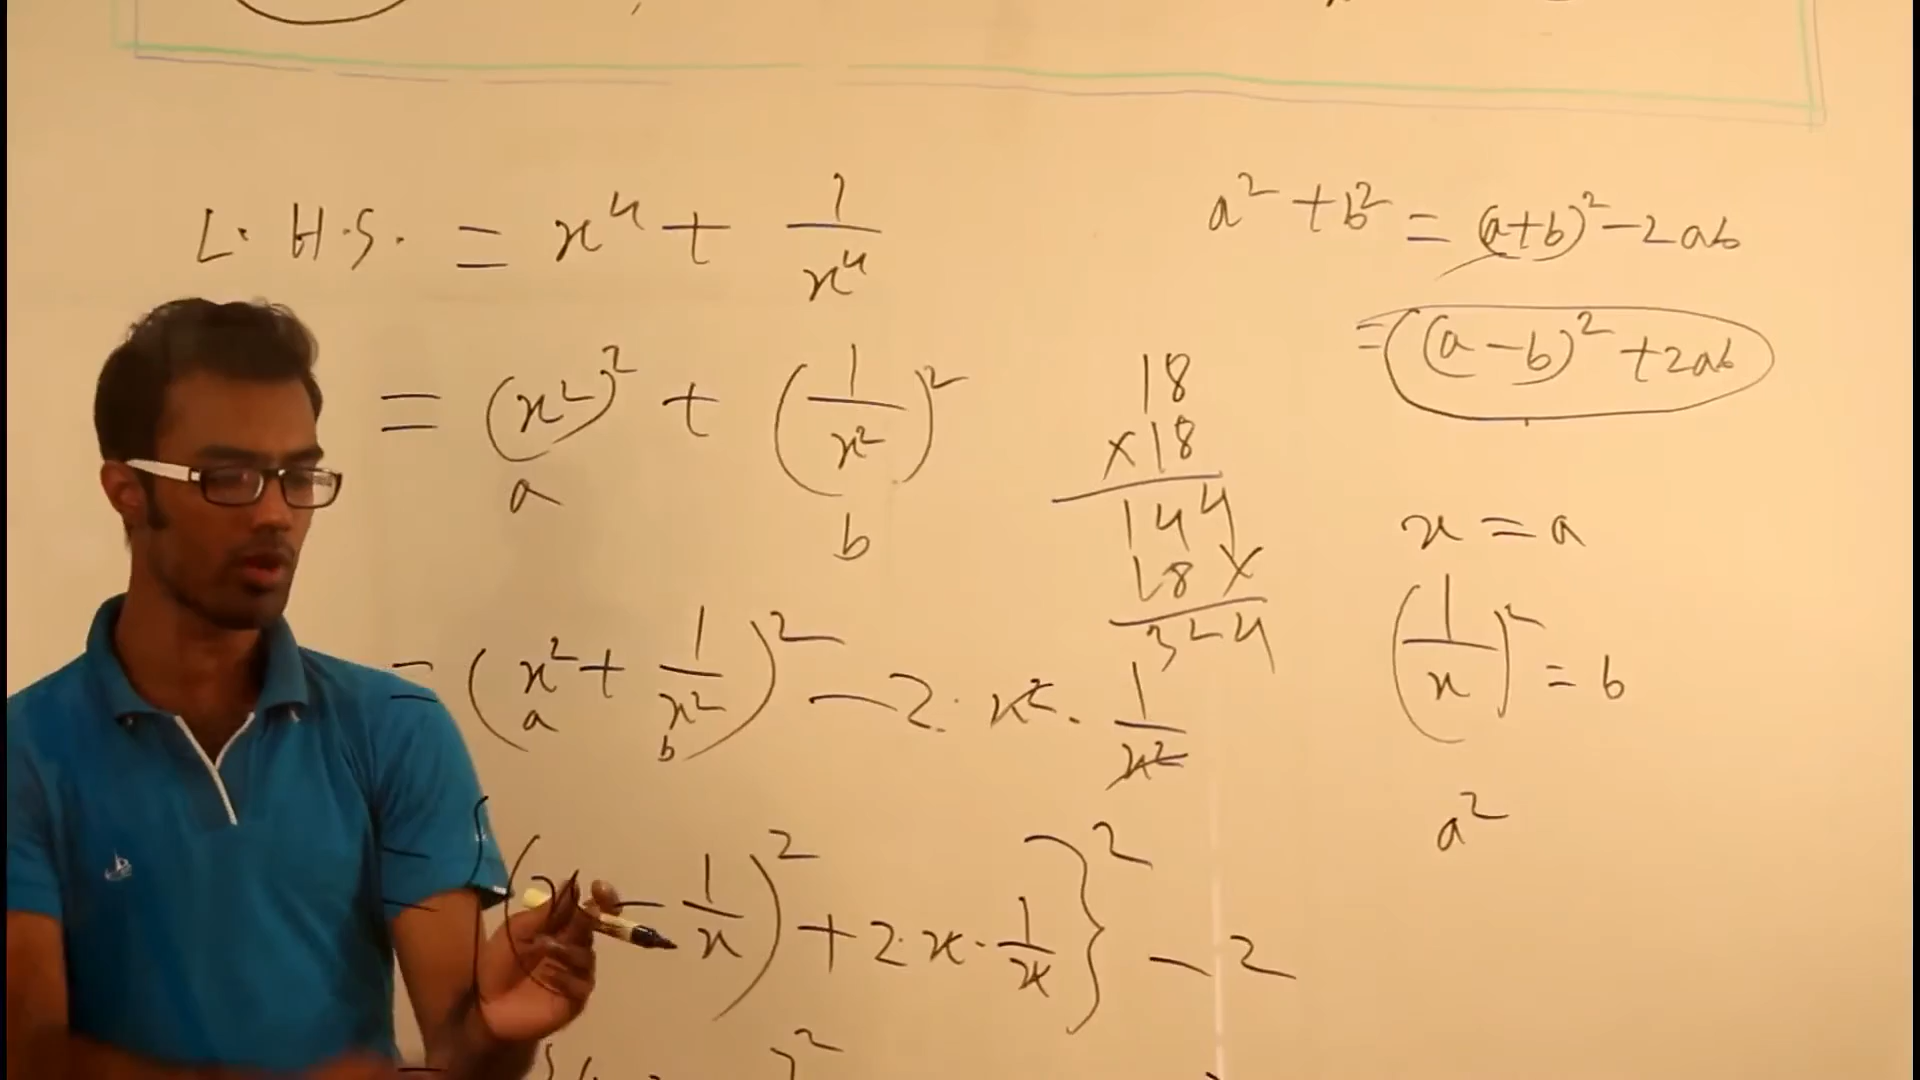 L.H.S. = x⁴ + 1/x⁴
= (x²)² + (1/x²)²
a b
= (x² + 1/x²)² - 2 · x² · 1/x²
a b
= {(x - 1/x)² + 2 · x · 1/x}² - 2
18
×18
144
18×
324
a² + b² = (a+b)² - 2ab
= (a-b)² + 2ab
x = a
(1/x)² = b
a²